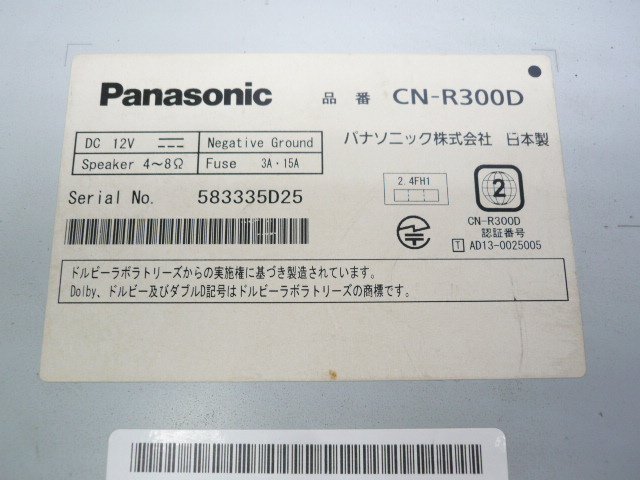 Panasonic 品番 CN-R300D
DC 12V Negative Ground
Speaker 4~8Ω Fuse 3A・15A
パナソニック株式会社 日本製
Serial No. 583335D25
2.4FH1
2
CN-R300D
認証番号
T AD13-0025005
ドルビーラボラトリーズからの実施権に基づき製造されています。
Dolby、ドルビー及びダブルD記号はドルビーラボラトリーズの商標です。